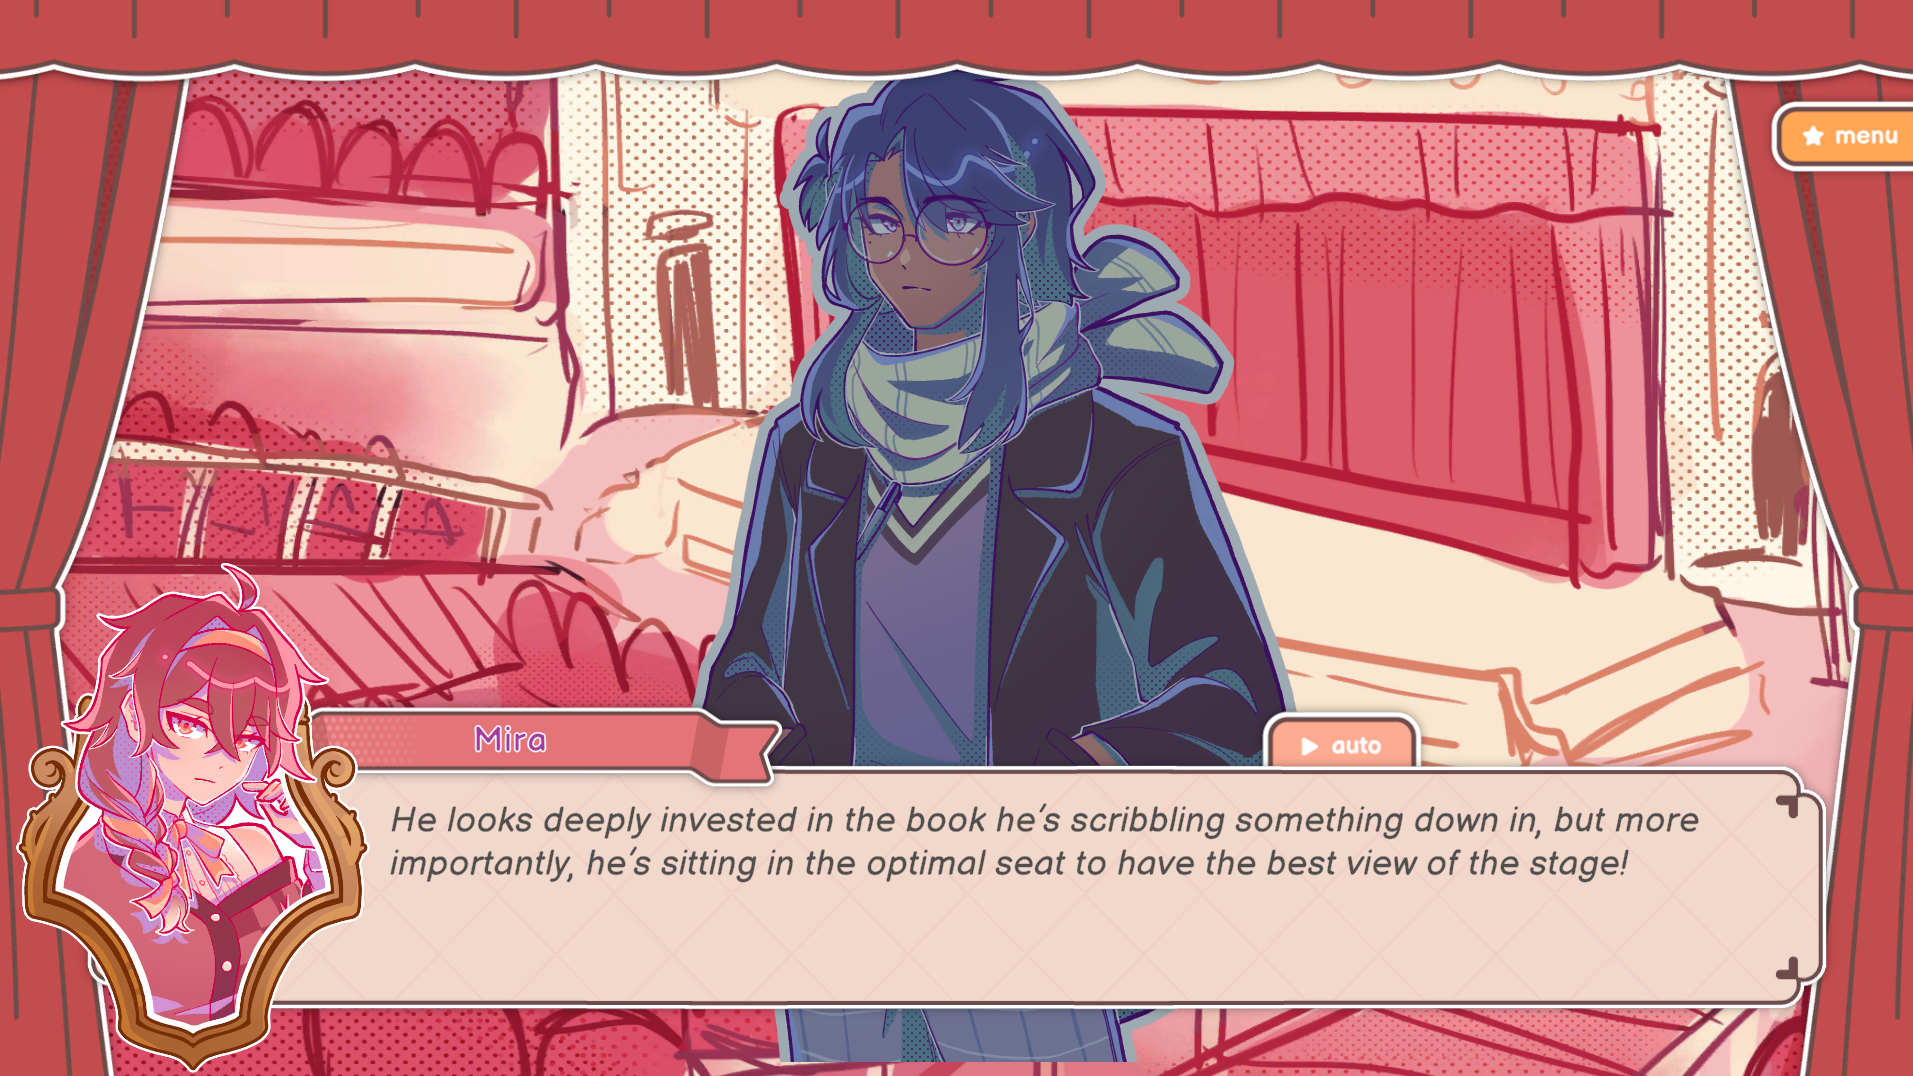 menu
Mira
auto
He looks deeply invested in the book he's scribbling something down in, but more
importantly, he's sitting in the optimal seat to have the best view of the stage!